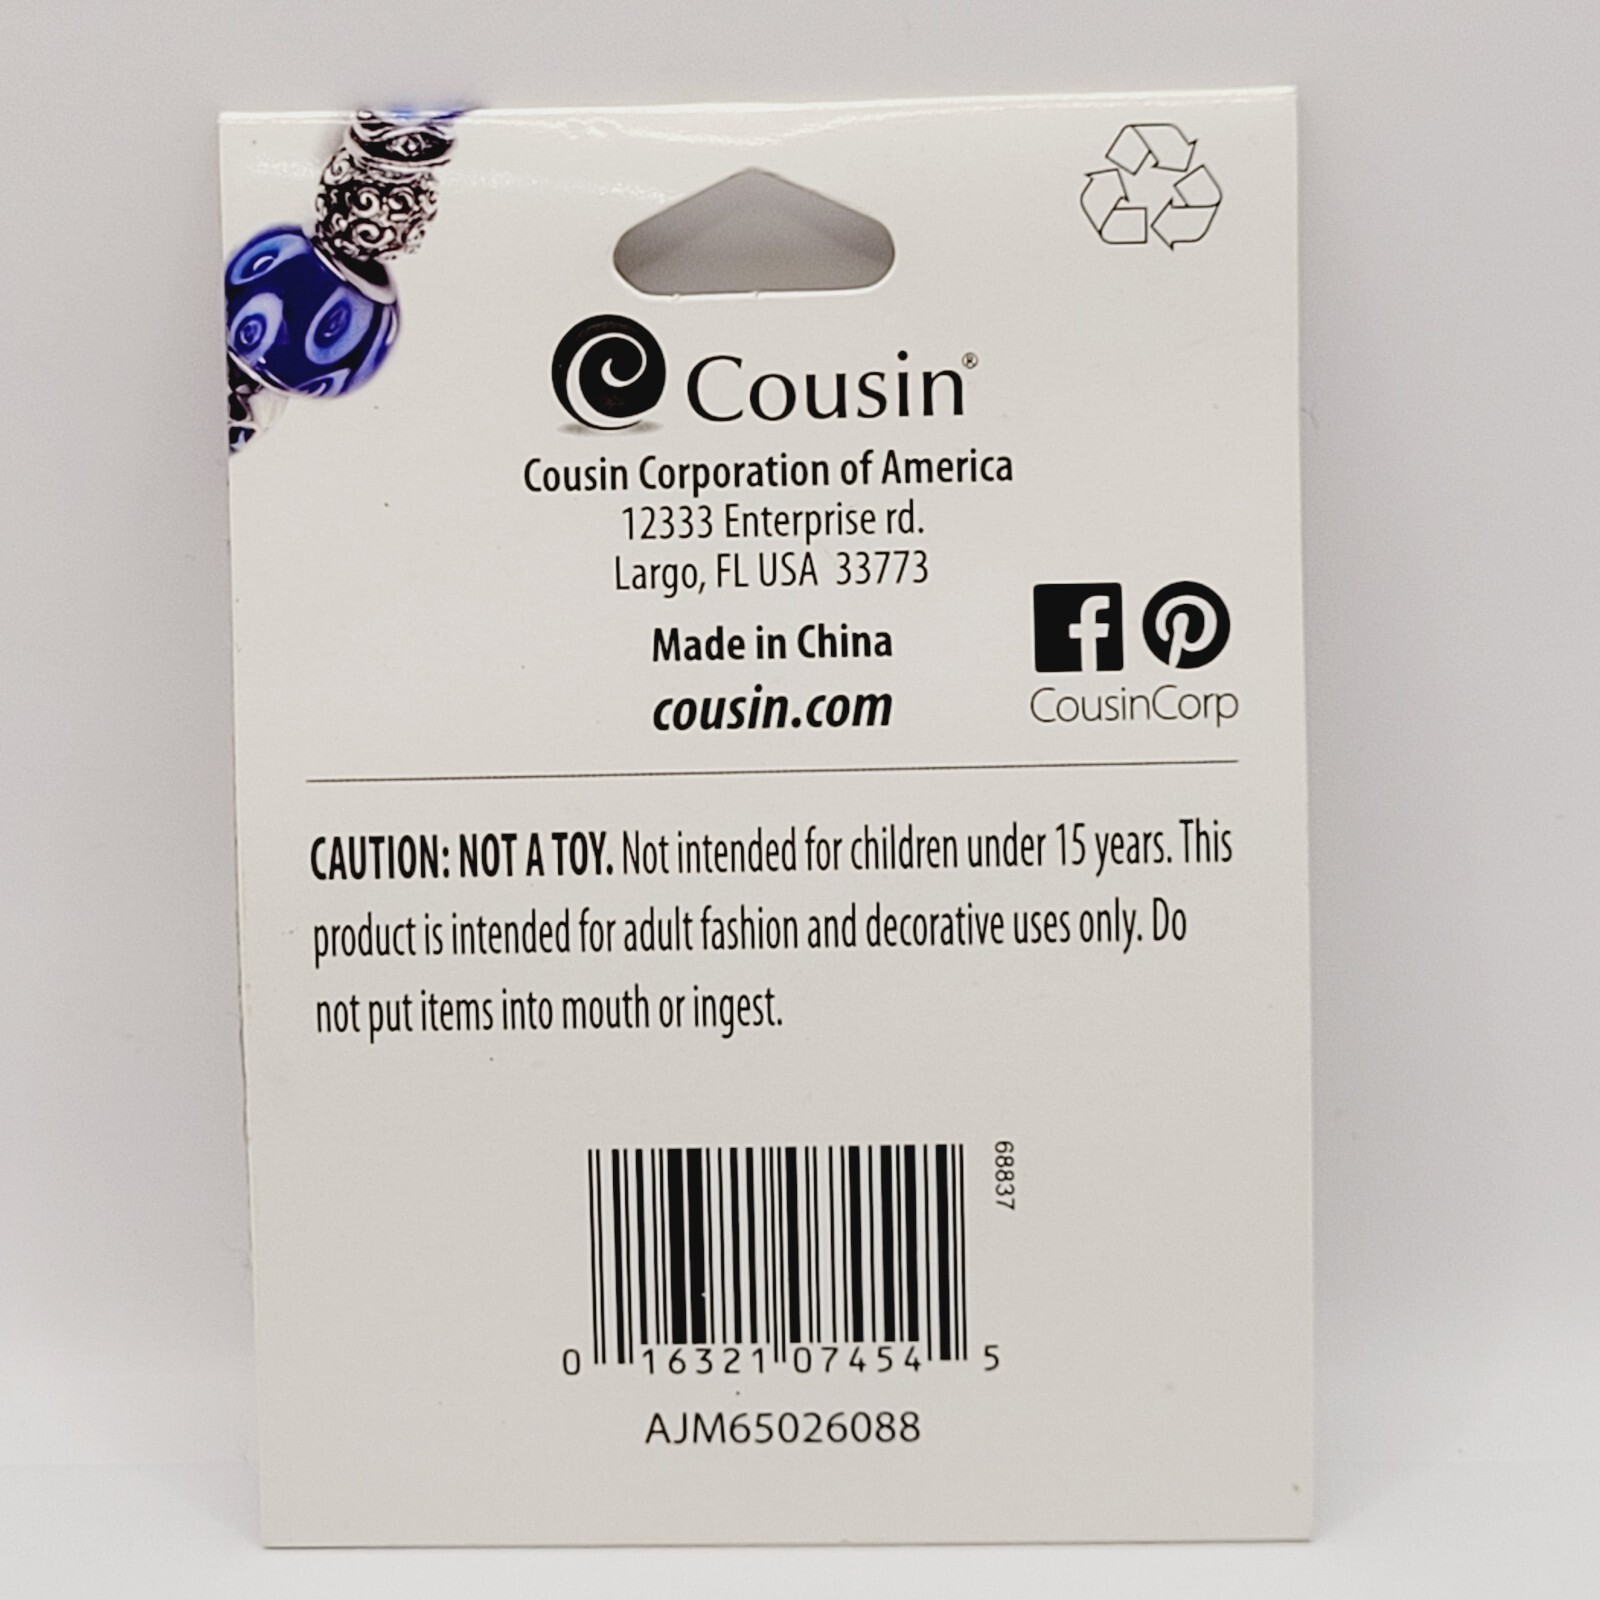 Cousin®
Cousin Corporation of America
12333 Enterprise rd.
Largo, FL USA 33773
Made in China
cousin.com
CousinCorp
CAUTION: NOT A TOY. Not intended for children under 15 years. This
product is intended for adult fashion and decorative uses only. Do
not put items into mouth or ingest.
68837
0 16321 07454 5
AJM65026088